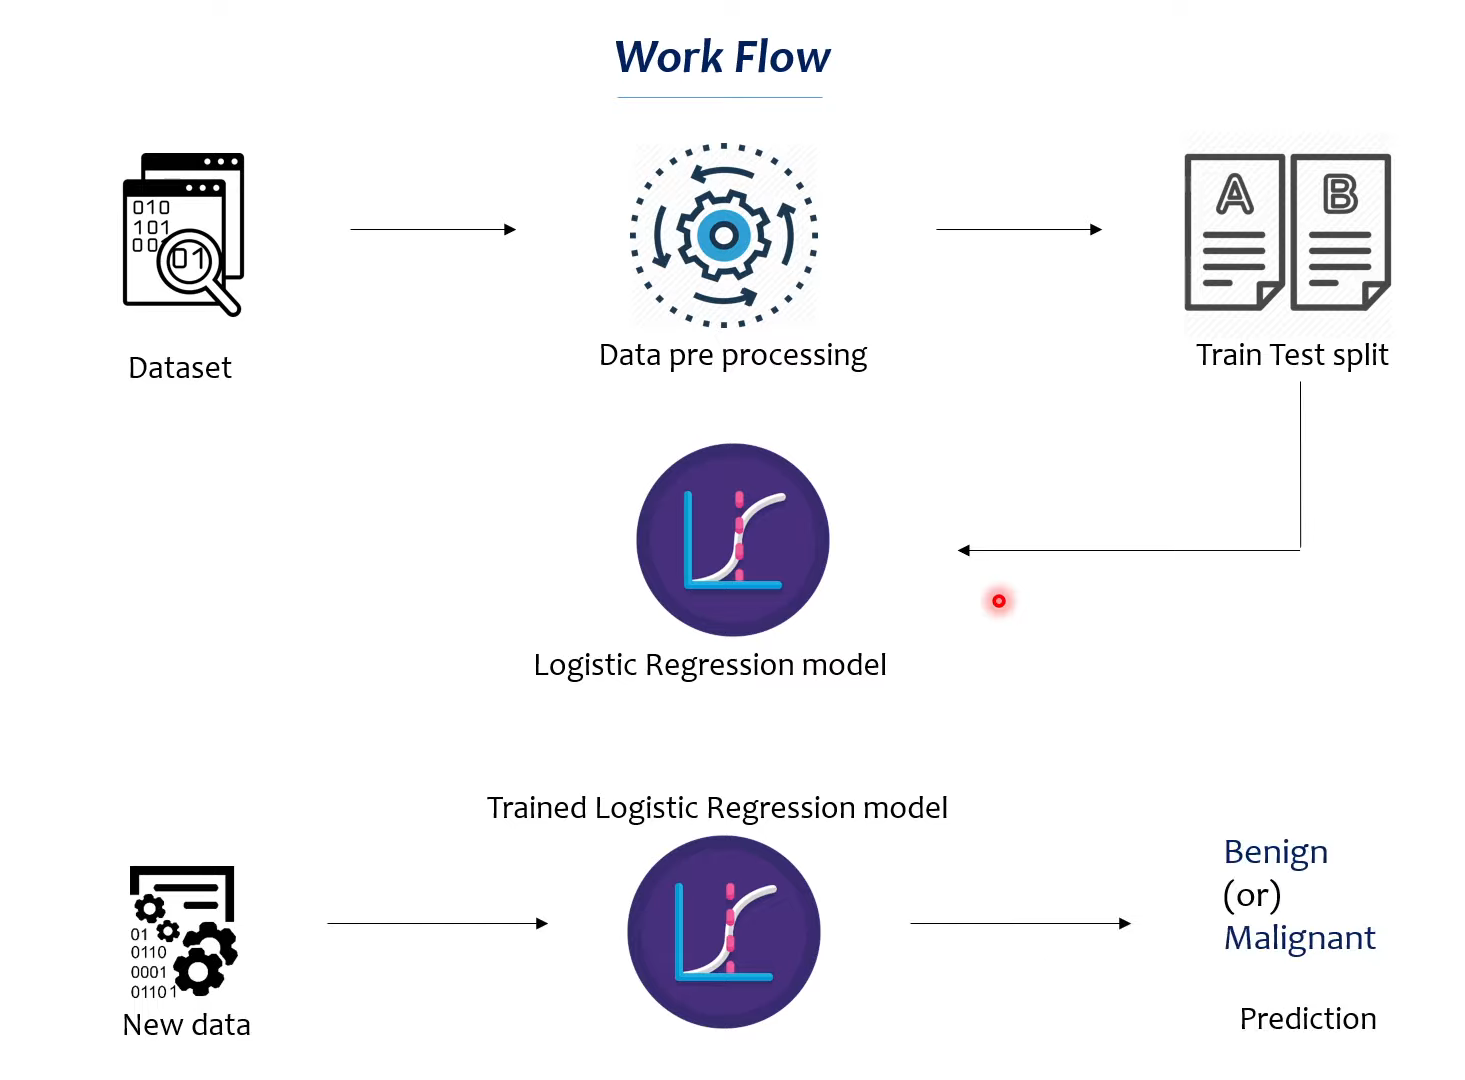 Work Flow
010
101
00
01
A
B
Dataset
Data pre processing
Train Test split
Logistic Regression model
Trained Logistic Regression model
Benign
(or)
Malignant
01
0110
0001
01101
New data
Prediction